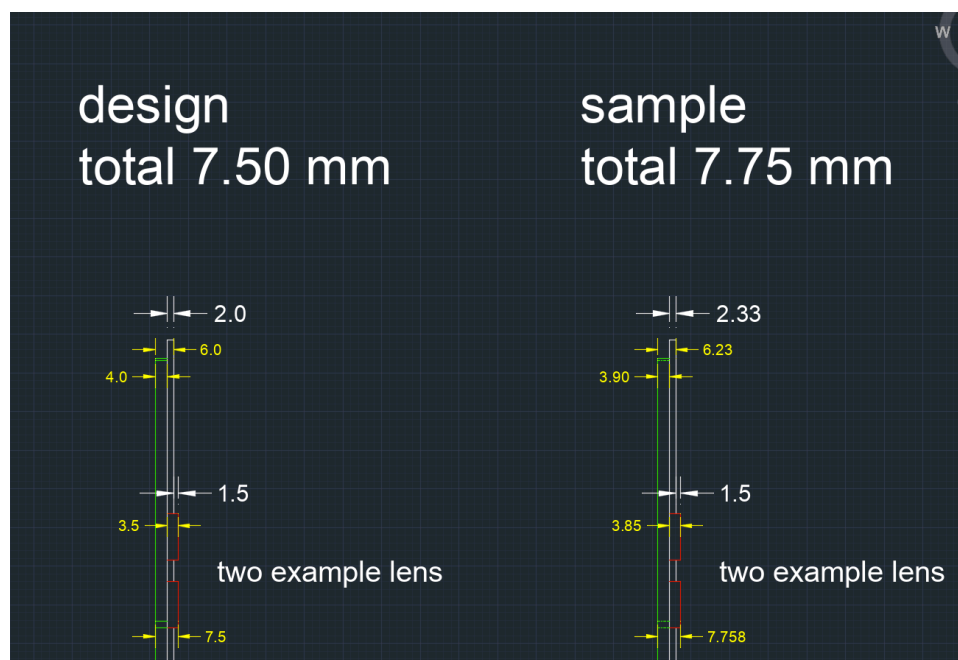 W
design
total 7.50 mm
sample
total 7.75 mm
2.0
6.0
4.0
1.5
3.5
two example lens
7.5
2.33
6.23
3.90
1.5
3.85
two example lens
7.758